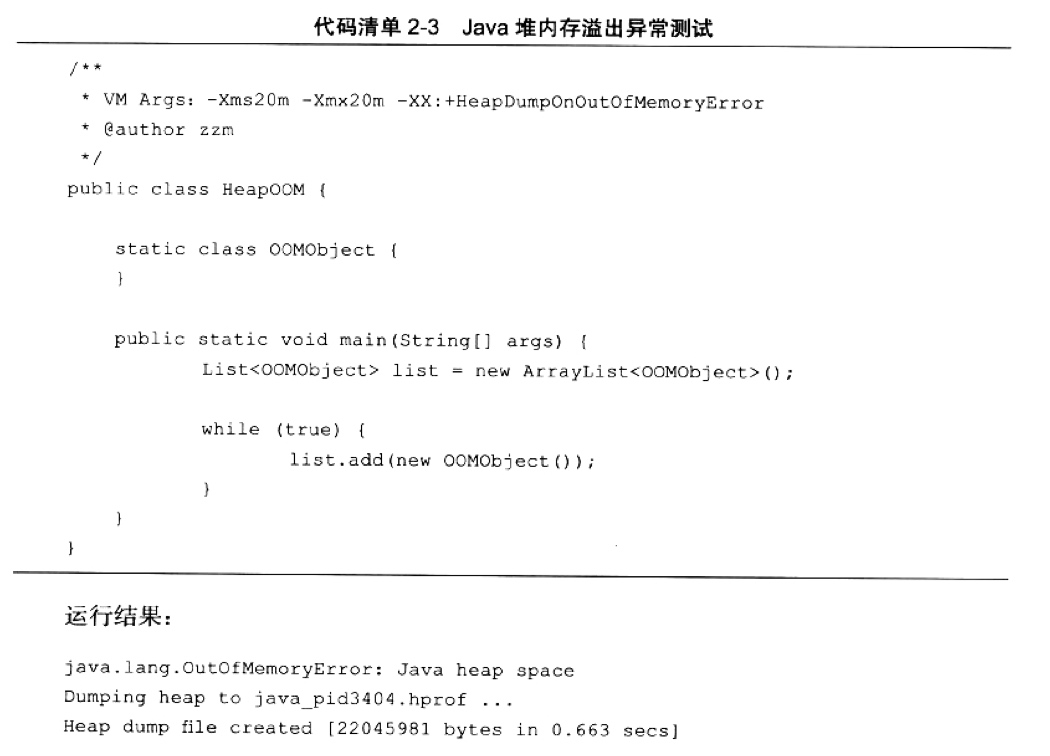 代码清单 2-3 Java 堆内存溢出异常测试
/**
 * VM Args: -Xms20m -Xmx20m -XX:+HeapDumpOnOutOfMemoryError
 * @author zzm
 */
public class HeapOOM {
    static class OOMObject {
    }
    public static void main(String[] args) {
        List<OOMObject> list = new ArrayList<OOMObject>();
        while (true) {
            list.add(new OOMObject());
        }
    }
}
运行结果：
java.lang.OutOfMemoryError: Java heap space
Dumping heap to java_pid3404.hprof ...
Heap dump file created [22045981 bytes in 0.663 secs]